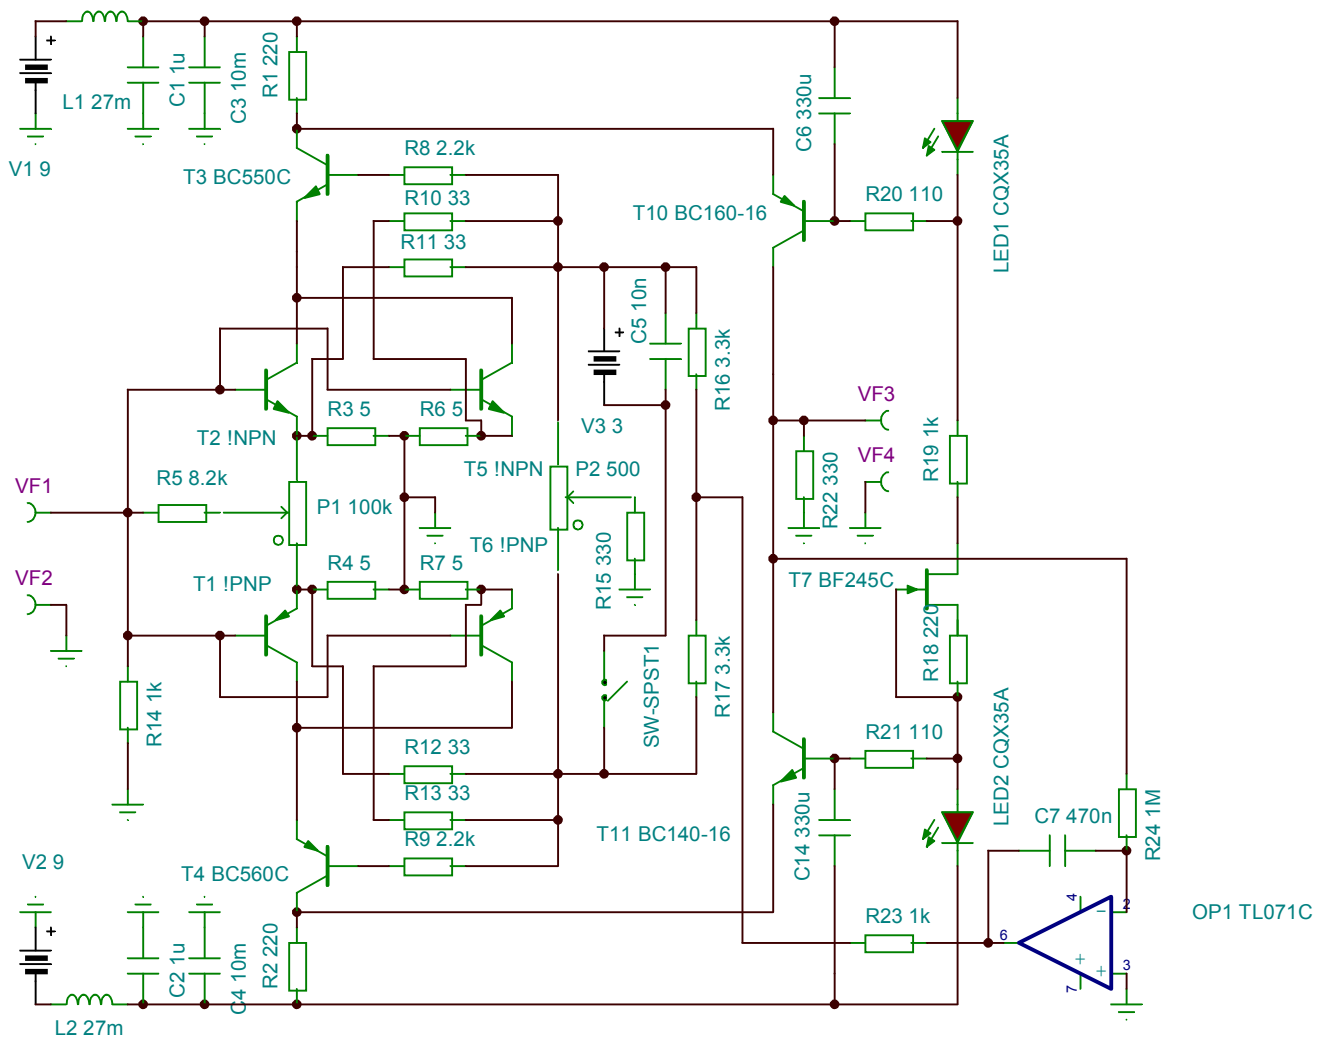 L1 27m
C1 1u
C3 10m
R1 220
V1 9
+
T3 BC550C
R8 2.2k
R10 33
R11 33
C6 330u
LED1 CQX35A
R20 110
T10 BC160-16
C5 10n
+
R16 3.3k
V3 3
R3 5
R6 5
T2 !NPN
T5 !NPN
P2 500
VF3
VF4
R19 1k
R22 330
VF1
R5 8.2k
P1 100k
T6 !PNP
R15 330
VF2
T1 !PNP
R4 5
R7 5
T7 BF245C
R18 220
R14 1k
SW-SPST1
R17 3.3k
R12 33
R13 33
R9 2.2k
R21 110
LED2 CQX35A
T11 BC140-16
C14 330u
C7 470n
R24 1M
V2 9
T4 BC560C
+
C2 1u
C4 10m
R2 220
L2 27m
R23 1k
OP1 TL071C
4
2
−
6
+
+
3
7